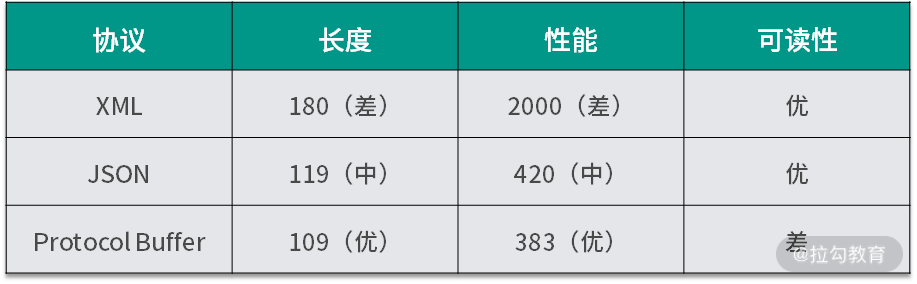 协议 长度 性能 可读性
XML 180（差） 2000（差） 优
JSON 119（中） 420（中） 优
Protocol Buffer 109（优） 383（优） 差
@拉勾教育